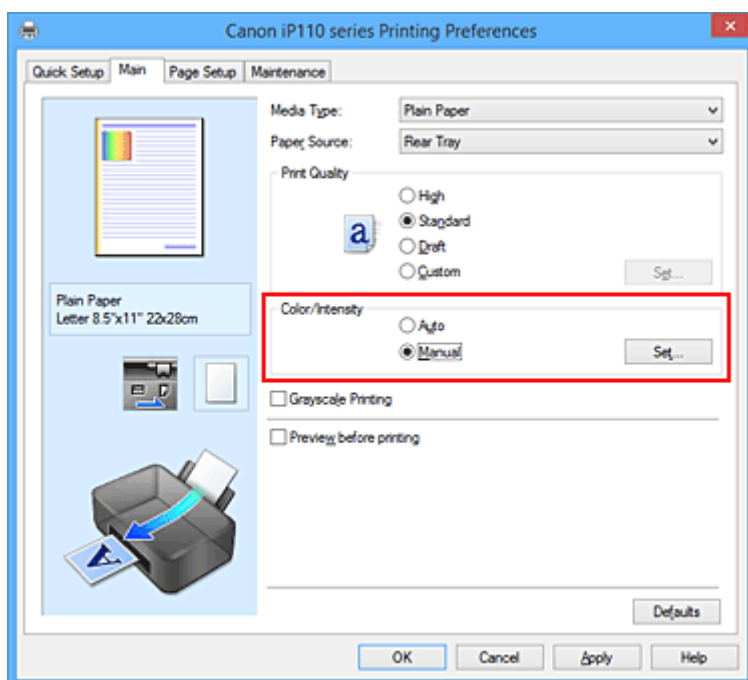 Canon iP110 series Printing Preferences
Quick Setup Main Page Setup Maintenance
Media Type: Plain Paper
Paper Source: Rear Tray
Print Quality
High
a Standard
Draft
Custom Set...
Plain Paper
Letter 8.5"x11" 22x28cm
Color/Intensity
Auto
Manual Set...
Grayscale Printing
Preview before printing
A
Defaults
OK Cancel Apply Help